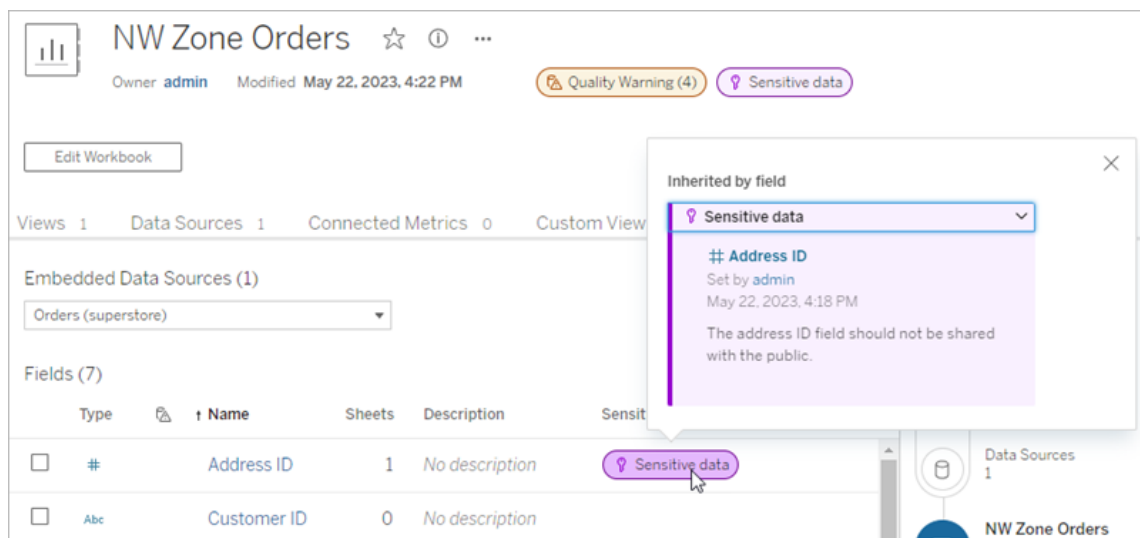 NW Zone Orders
Owner admin Modified May 22, 2023, 4:22 PM
Quality Warning (4) Sensitive data
Edit Workbook
Views 1 Data Sources 1 Connected Metrics 0 Custom View
Embedded Data Sources (1)
Orders (superstore)
Fields (7)
Type Name Sheets Description Sensit
# Address ID 1 No description Sensitive data
Abc Customer ID 0 No description
Inherited by field
Sensitive data
# Address ID
Set by admin
May 22, 2023, 4:18 PM
The address ID field should not be shared
with the public.
Data Sources
1
NW Zone Orders